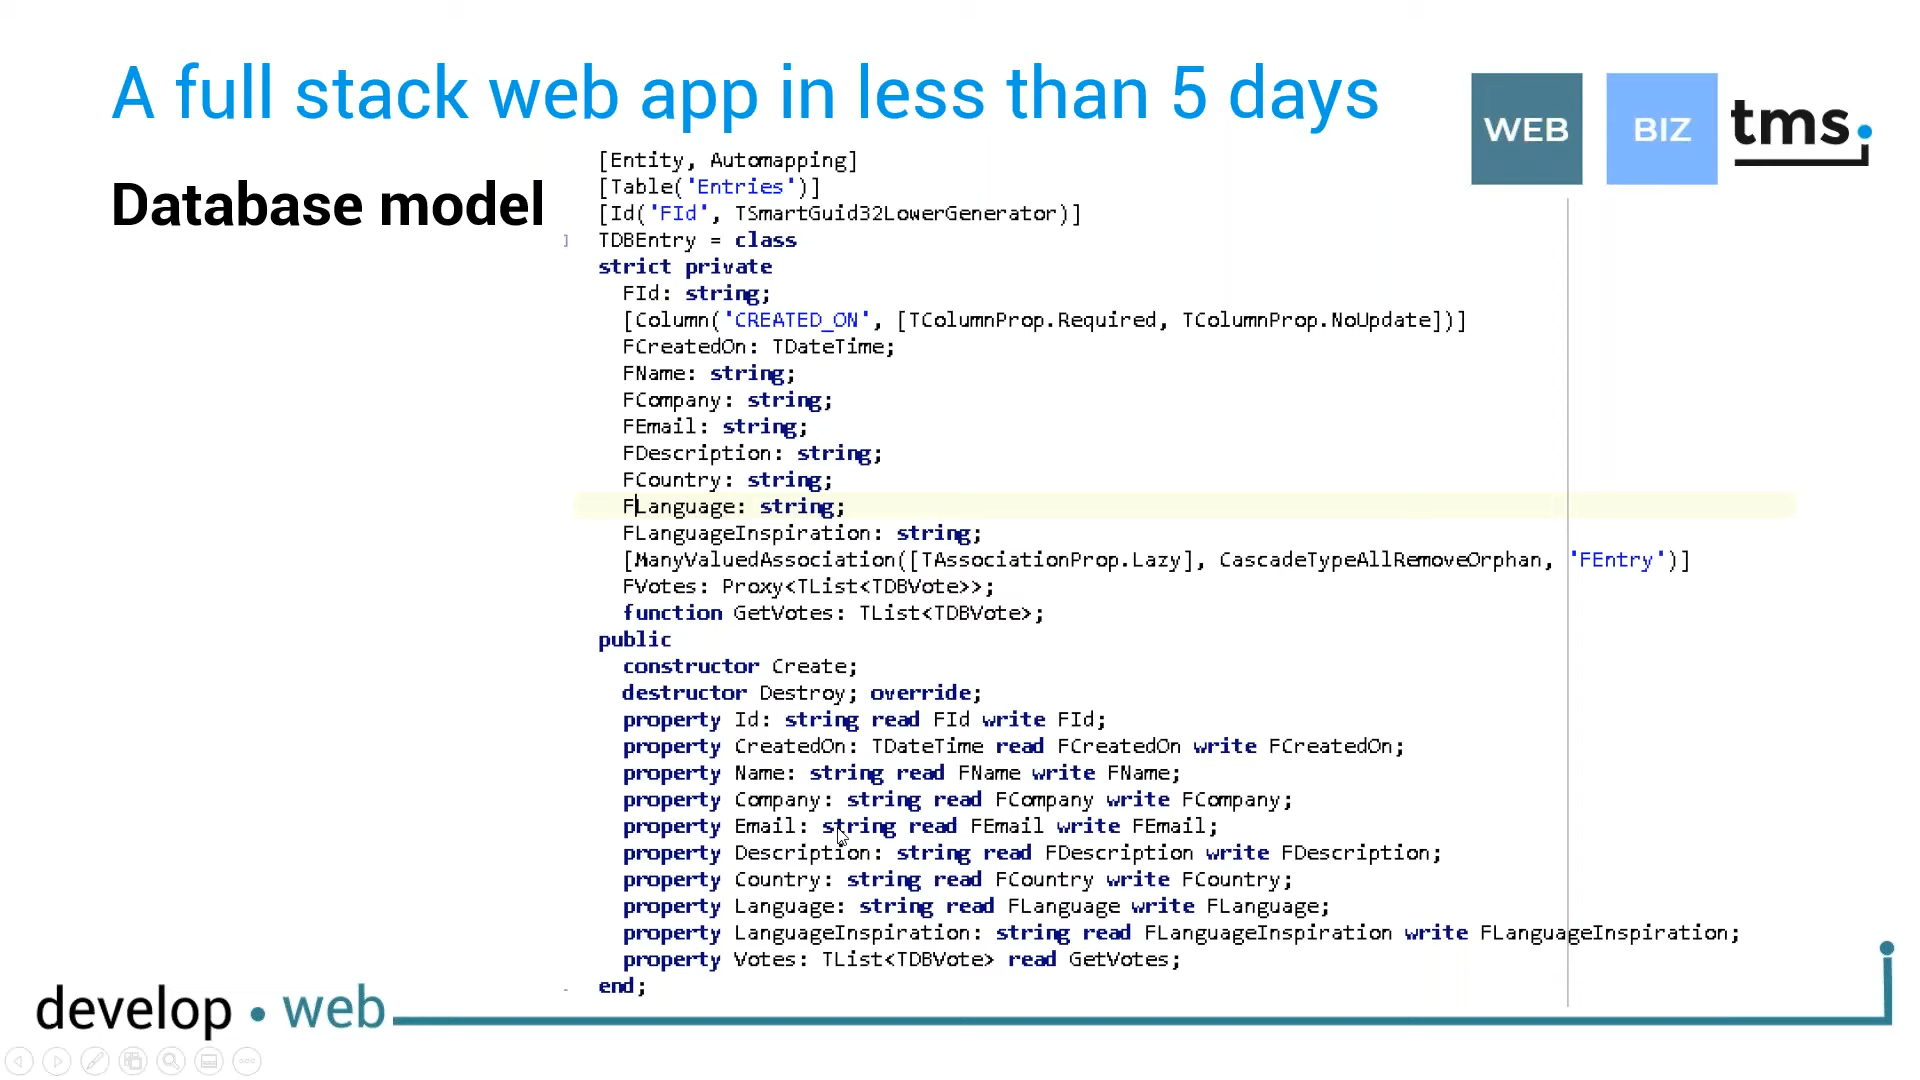 A full stack web app in less than 5 days
WEB
BIZ
tms
Database model
[Entity, Automapping]
[Table('Entries')]
[Id('FId', TSmartGuid32LowerGenerator)]
TDBEntry = class
strict private
FId: string;
[Column('CREATED_ON', [TColumnProp.Required, TColumnProp.NoUpdate])]
FCreatedOn: TDateTime;
FName: string;
FCompany: string;
FEmail: string;
FDescription: string;
FCountry: string;
FLanguage: string;
FLanguageInspiration: string;
[ManyValuedAssociation([TAssociationProp.Lazy], CascadeTypeAllRemoveOrphan, 'FEntry')]
FVotes: Proxy<TList<TDBVote>>;
function GetVotes: TList<TDBVote>;
public
constructor Create;
destructor Destroy; override;
property Id: string read FId write FId;
property CreatedOn: TDateTime read FCreatedOn write FCreatedOn;
property Name: string read FName write FName;
property Company: string read FCompany write FCompany;
property Email: string read FEmail write FEmail;
property Description: string read FDescription write FDescription;
property Country: string read FCountry write FCountry;
property Language: string read FLanguage write FLanguage;
property LanguageInspiration: string read FLanguageInspiration write FLanguageInspiration;
property Votes: TList<TDBVote> read GetVotes;
end;
develop • web